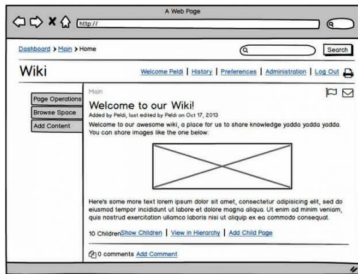 A Web Page
http://
Dashboard > Main > Home
Search
Wiki
Welcome Peldi | History | Preferences | Administration | Log Out
Page Operations
Browse Space
Add Content
Main
Welcome to our Wiki!
Added by Peldi, last edited by Peldi on Oct 17, 2013
Welcome to our awesome wiki, a place for us to share knowledge yadda yadda yadda.
You can share images like the one below:
Here's some more text lorem ipsum dolor sit amet, consectetur adipisicing elit, sed do
eiusmod tempor incididunt ut labore et dolore magna aliqua. Ut enim ad minim veniam,
quis nostrud exercitation ullamco laboris nisi ut aliquip ex ea commodo consequat.
10 Children Show Children | View in Hierarchy | Add Child Page
0 comments Add Comment